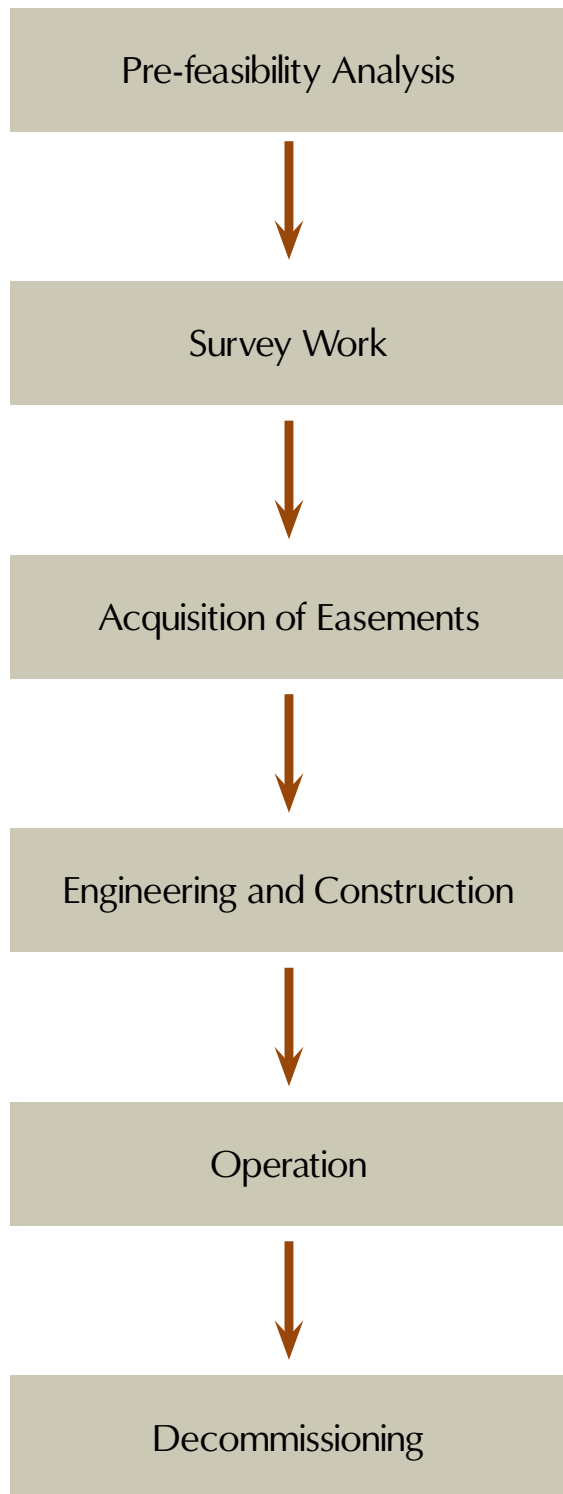 Pre-feasibility Analysis
Survey Work
Acquisition of Easements
Engineering and Construction
Operation
Decommissioning